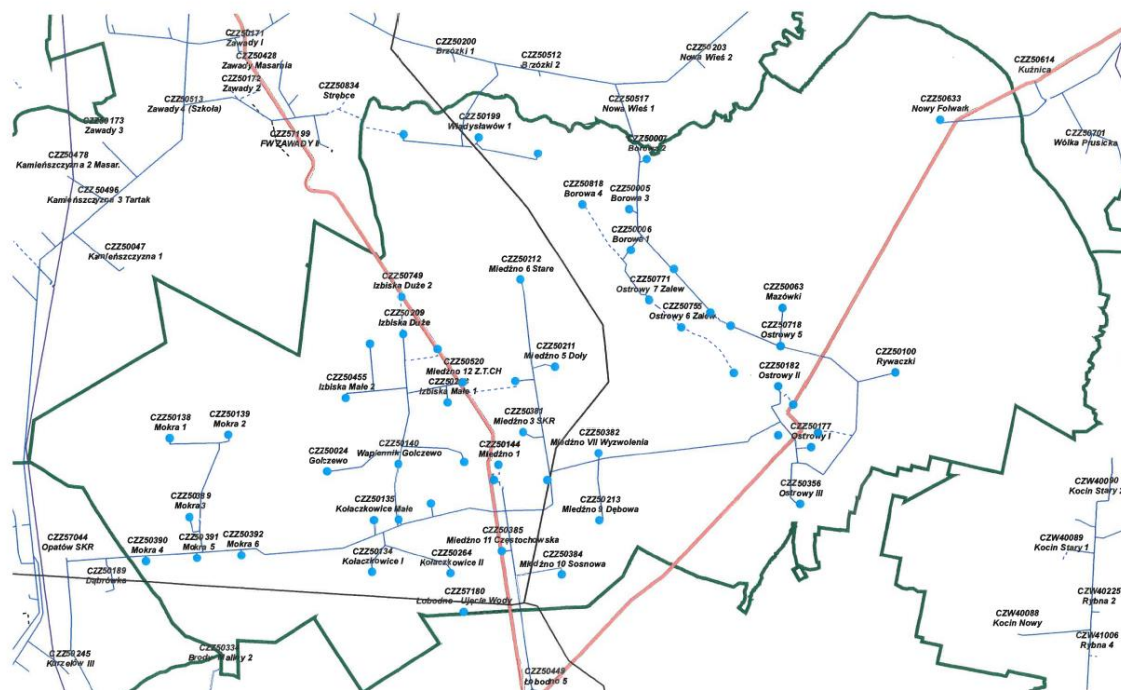 CZZ50171
Zawady I
CZZ50428
Zawady Masarnia
CZZ50172
Zawady 2
CZZ50513
Zawady 4 (Szkoła)
CZZ50173
Zawady 3
CZZ50834
Strębce
CZZ57199
FW ZAWADY II
CZZ50200
Brzózki 1
CZZ50512
Brzózki 2
CZZ50203
Nowa Wieś 2
CZZ50517
Nowa Wieś 1
CZZ50199
Władysławów 1
CZZ50007
Borowa 2
CZZ50614
Kuźnica
CZZ50633
Nowy Folwark
CZZ50701
Wólka Prusicka
CZZ50478
Kamieńszczyzna 2 Masar.
CZZ50496
Kamieńszczyzna 3 Tartak
CZZ50047
Kamieńszczyzna 1
CZZ50818
Borowa 4
CZZ50005
Borowa 3
CZZ50006
Borowa 1
CZZ50212
Miedźno 6 Stare
CZZ50749
Izbiska Duże 2
CZZ50771
Ostrowy 7 Zalew
CZZ50755
Ostrowy 6 Zalew
CZZ50063
Mazówki
CZZ50718
Ostrowy 5
CZZ50209
Izbiska Duże
CZZ50520
Miedźno 12 Z.T.CH
Izbiska Małe 1
CZZ50211
Miedźno 5 Doły
CZZ50100
Rywaczki
CZZ50182
Ostrowy II
CZZ50455
Izbiska Małe 2
CZZ50138
Mokra 1
CZZ50139
Mokra 2
CZZ50381
Miedźno 3 SKR
CZZ50382
Miedźno VII Wyzwolenia
CZZ50177
Ostrowy I
CZZ50024
Golczewo
CZZ50140
Wapiennik Golczewo
CZZ50144
Miedźno 1
CZZ50356
Ostrowy III
CZZ50389
Mokra 3
CZZ50135
Kołaczkowice Małe
CZZ50213
Miedźno 9 Dębowa
CZZ57044
Opatów SKR
CZZ50390
Mokra 4
CZZ50391
Mokra 5
CZZ50392
Mokra 6
CZZ50385
Miedźno 11 Częstochowska
CZZ50134
Kołaczkowice I
CZZ50264
Kołaczkowice II
CZZ50384
Miedźno 10 Sosnowa
CZZ50189
Dąbrówka
CZZ57180
Łobodno - Ujęcie Wody
CZW40090
Kocin Stary 2
CZW40089
Kocin Stary 1
CZW40225
Rybna 2
CZW40088
Kocin Nowy
CZW41006
Rybna 4
CZZ50245
CZZ50334
CZZ50449
Łobodno 5